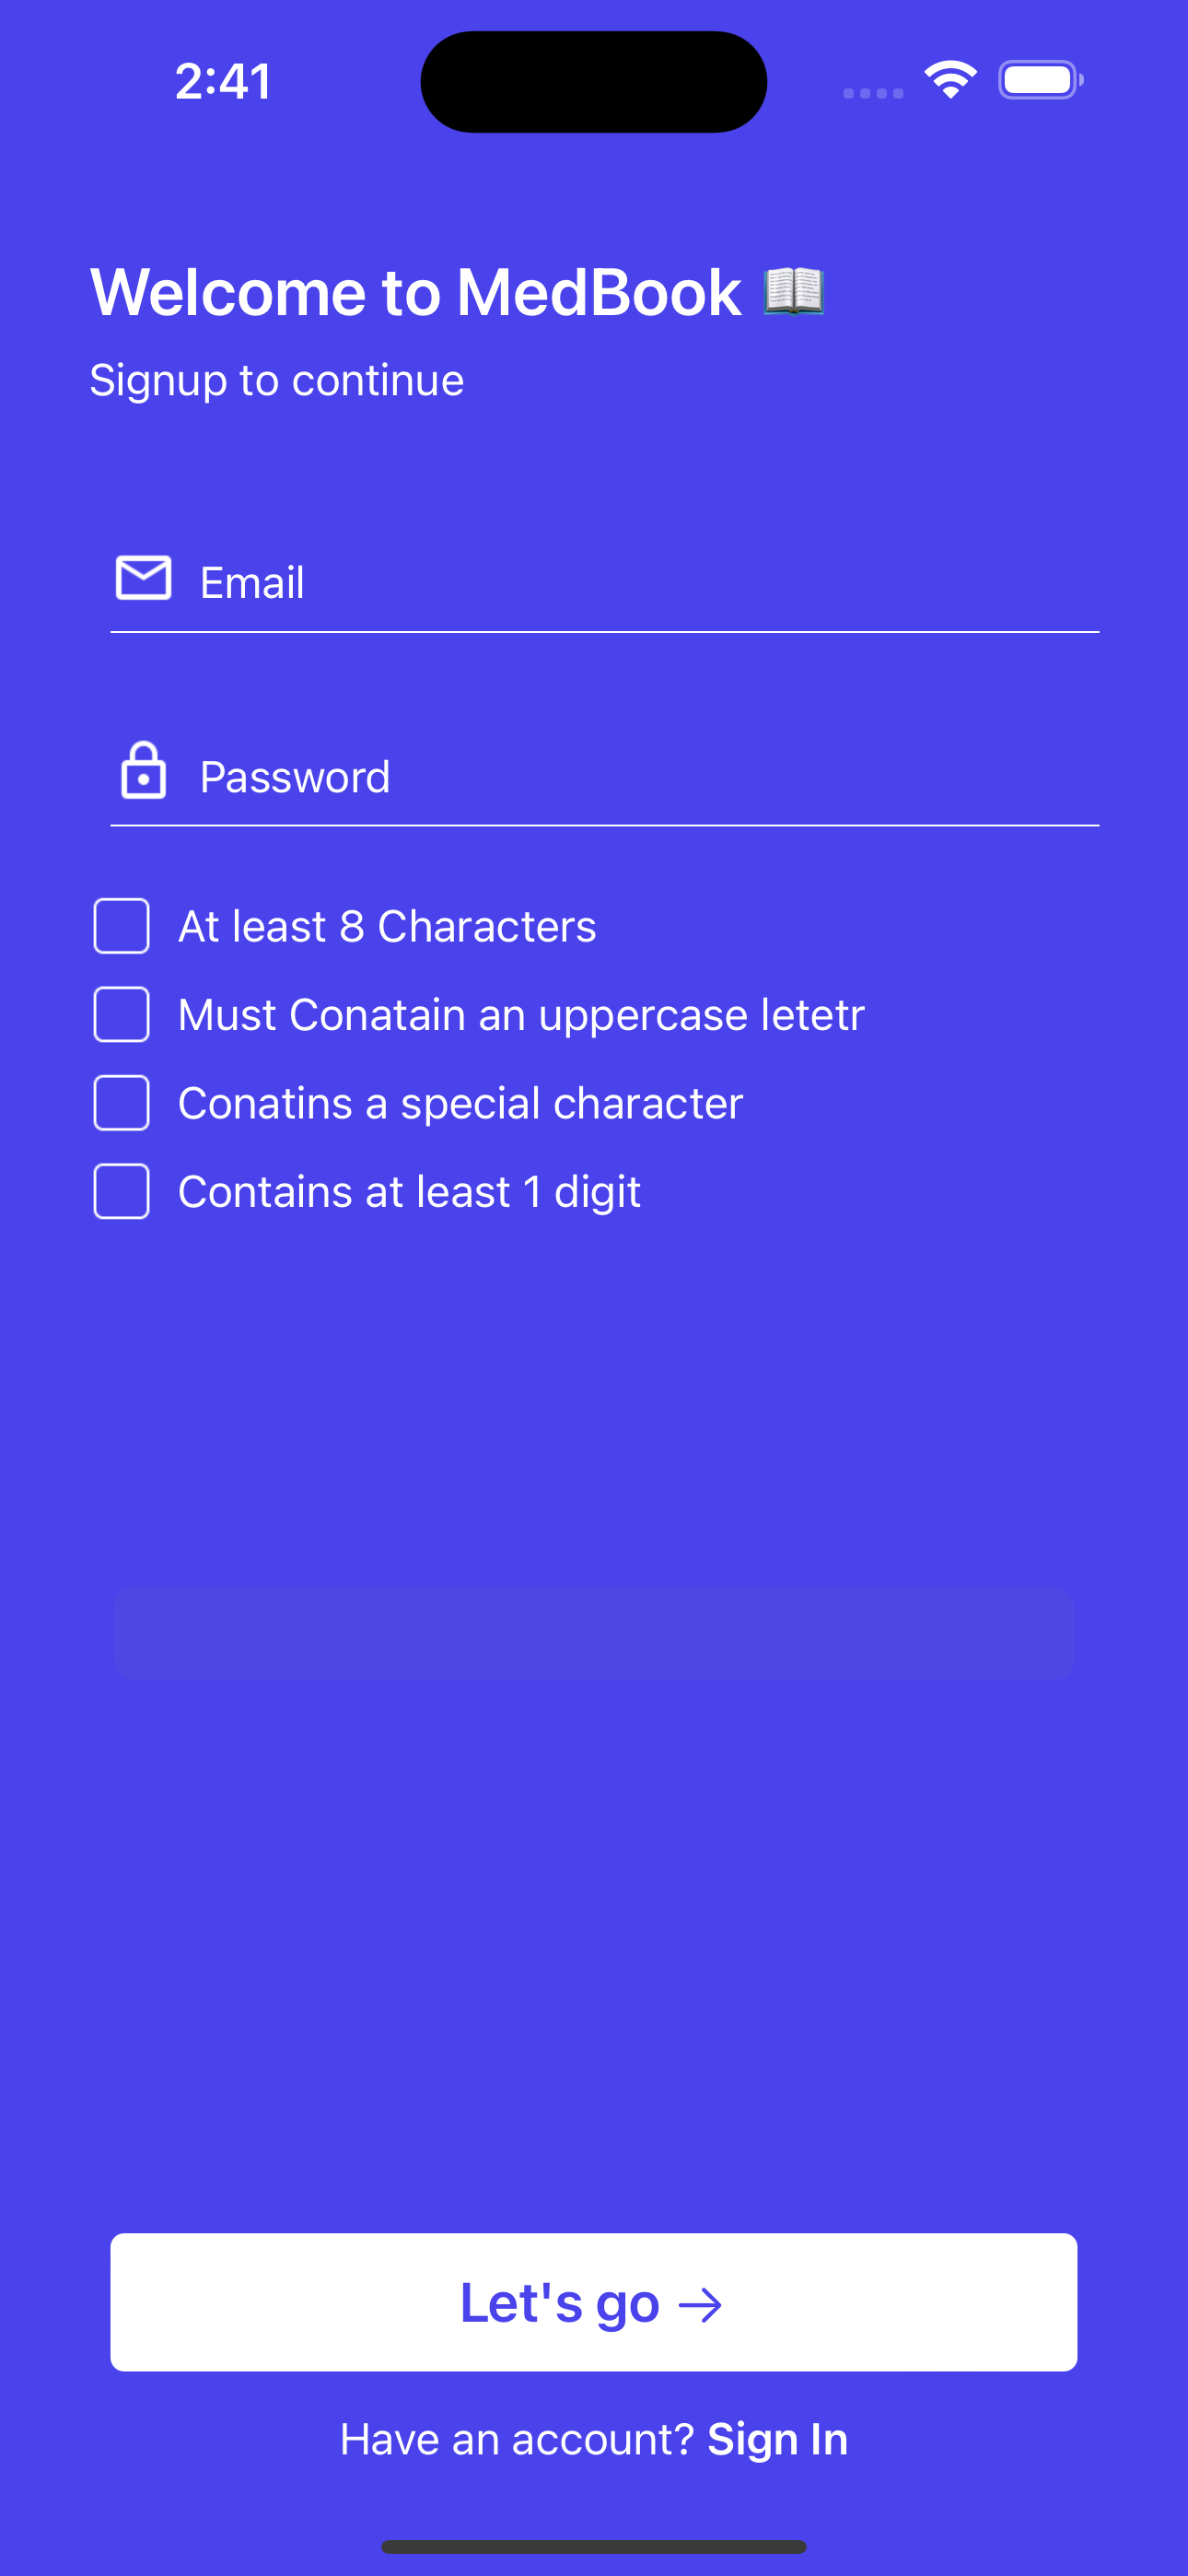 2:41
Welcome to MedBook 📖
Signup to continue
Email
Password
At least 8 Characters
Must Conatain an uppercase letetr
Conatins a special character
Contains at least 1 digit
Let's go →
Have an account? Sign In